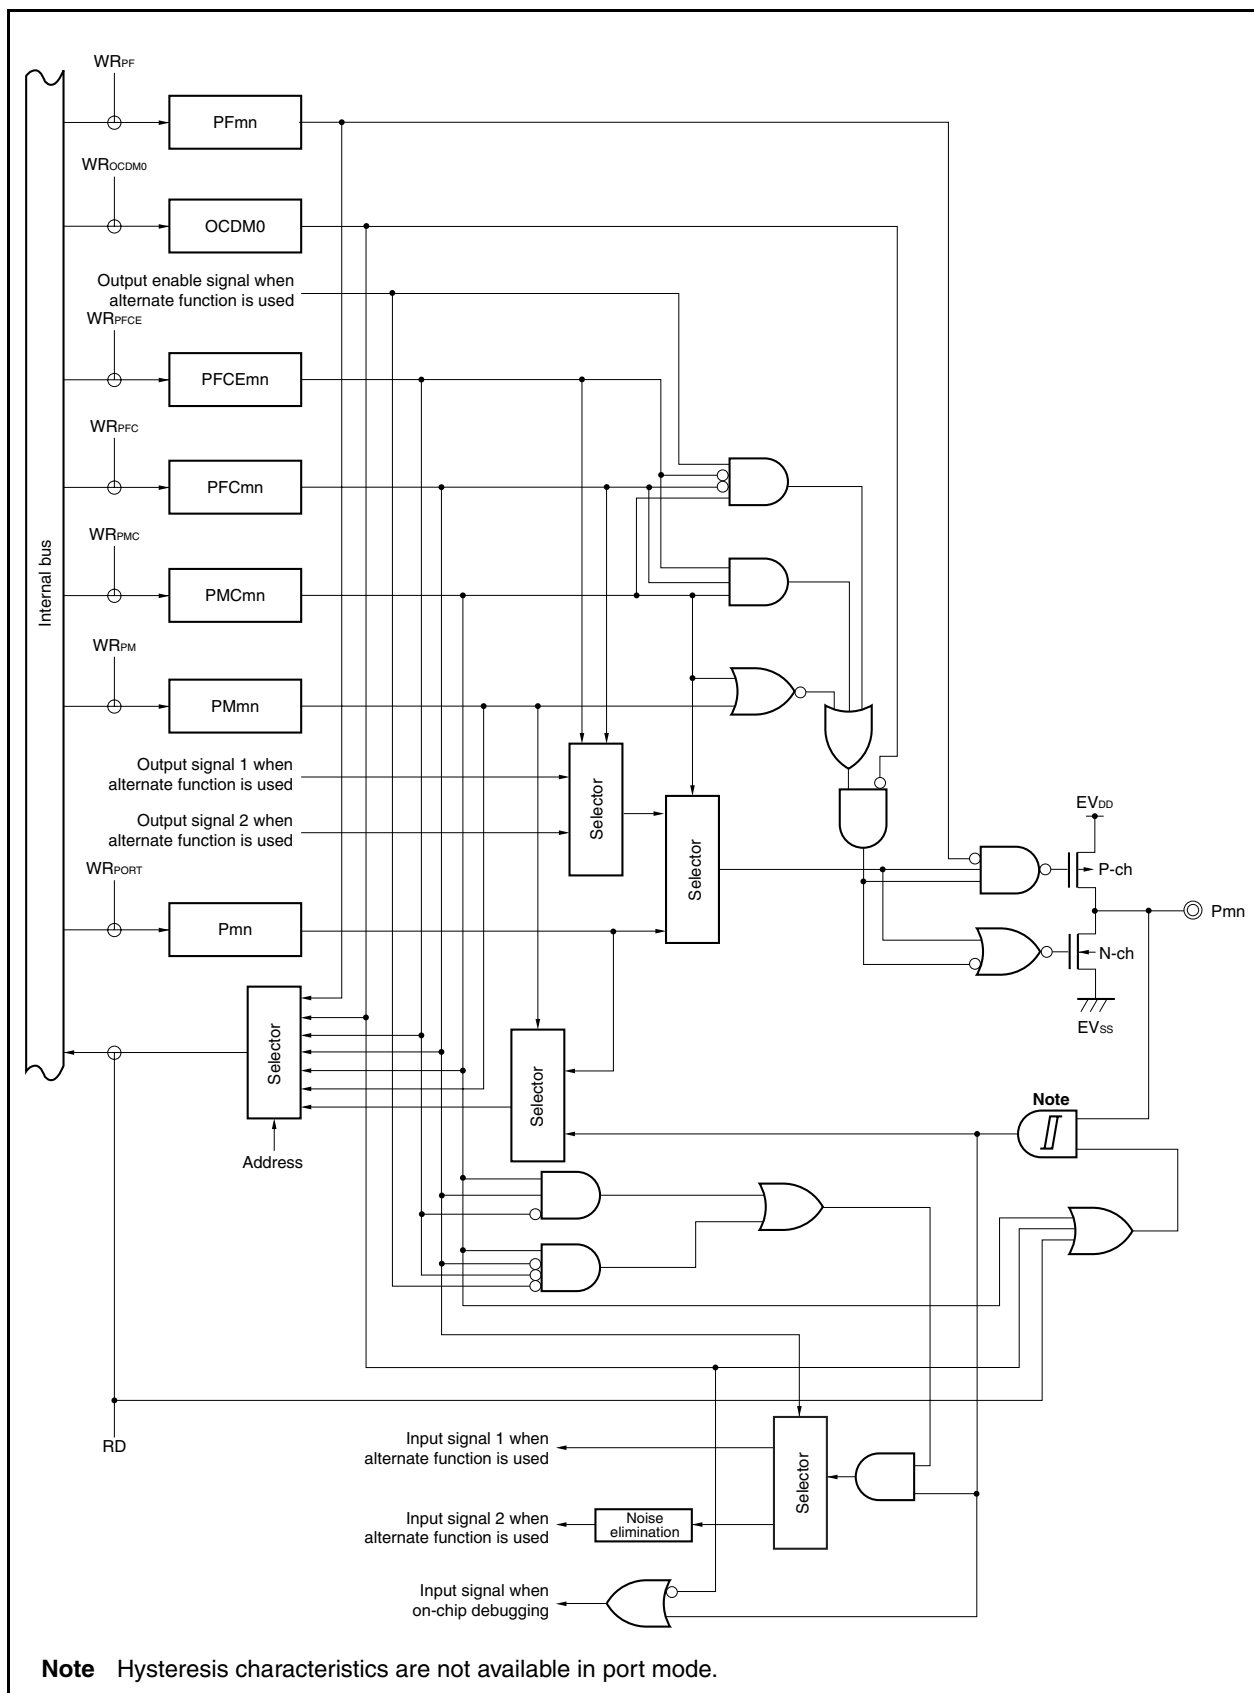 WRPF
PFmn
WROCDM0
OCDM0
Output enable signal when
alternate function is used
WRPFCE
PFCEmn
WRPFC
PFCmn
WRPMC
Internal bus
PMCmn
WRPM
PMmn
Output signal 1 when
alternate function is used
Selector
Output signal 2 when
alternate function is used
Selector
EVDD
P-ch
WRPORT
Pmn
Pmn
N-ch
EVSS
Selector
Selector
Address
Note
RD
Input signal 1 when
alternate function is used
Selector
Input signal 2 when
alternate function is used
Noise
elimination
Input signal when
on-chip debugging
Note Hysteresis characteristics are not available in port mode.